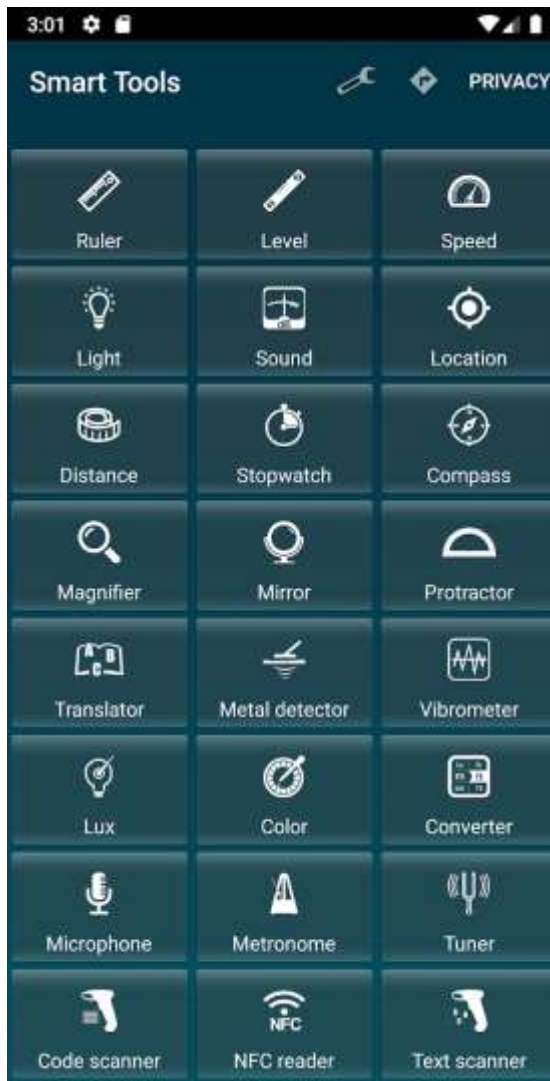 3:01
Smart Tools PRIVACY
Ruler Level Speed
Light Sound Location
Distance Stopwatch Compass
Magnifier Mirror Protractor
Translator Metal detector Vibrometer
Lux Color Converter
Microphone Metronome Tuner
NFC
Code scanner NFC reader Text scanner